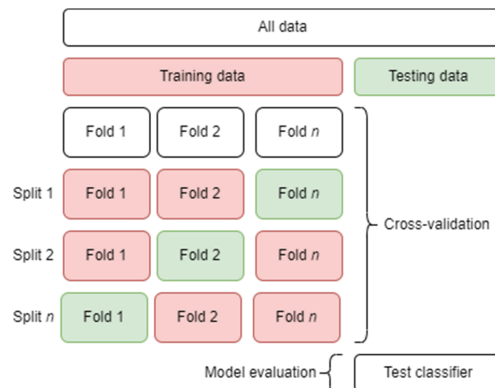 All data
Training data Testing data
Fold 1 Fold 2 Fold n
Split 1 Fold 1 Fold 2 Fold n
Cross-validation
Split 2 Fold 1 Fold 2 Fold n
Split n Fold 1 Fold 2 Fold n
Model evaluation Test classifier